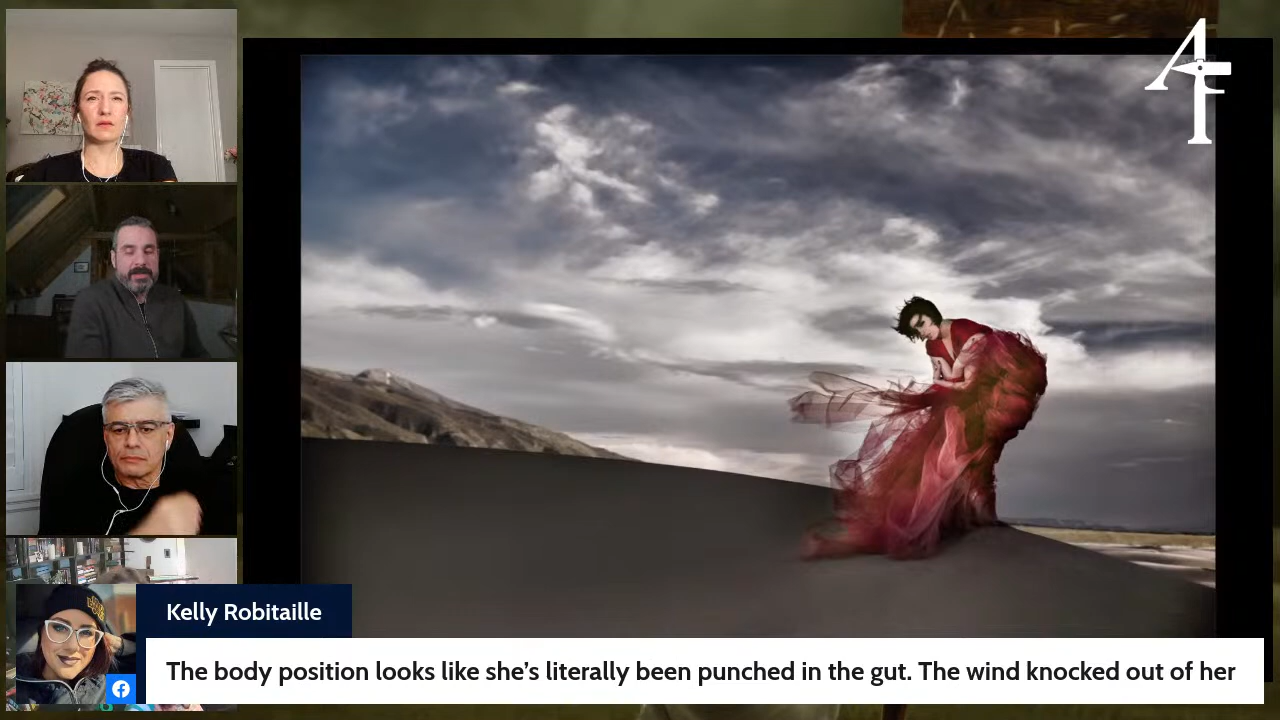 AF
Kelly Robitaille
The body position looks like she’s literally been punched in the gut. The wind knocked out of her